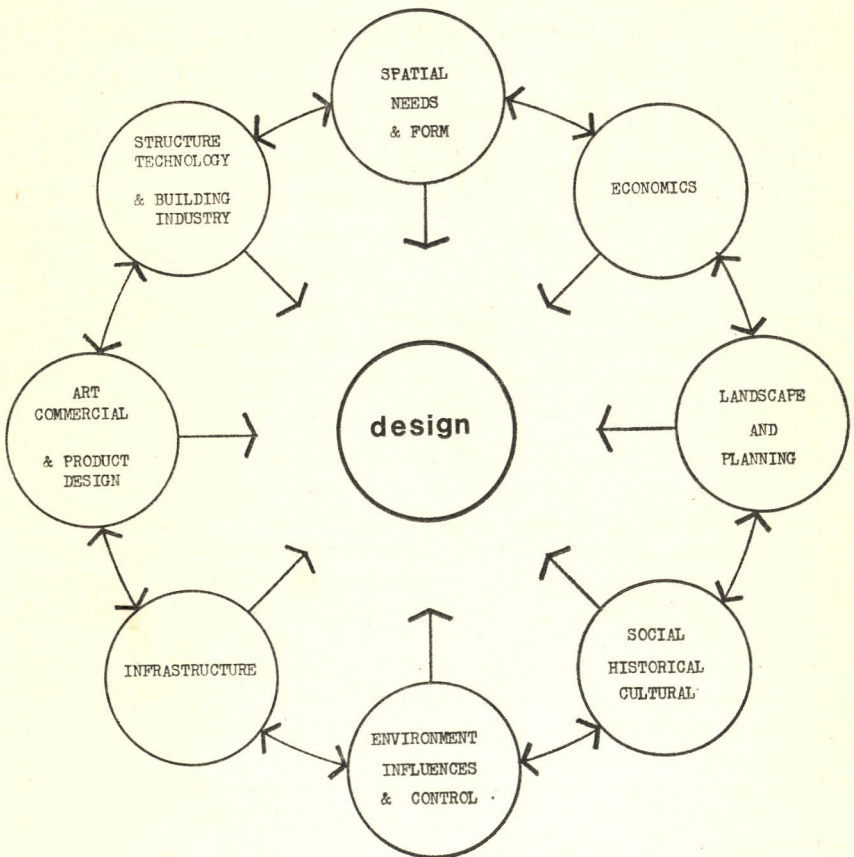 SPATIAL
NEEDS
& FORM
STRUCTURE
TECHNOLOGY
& BUILDING
INDUSTRY
ECONOMICS
ART
COMMERCIAL
& PRODUCT
DESIGN
design
LANDSCAPE
AND
PLANNING
INFRASTRUCTURE
SOCIAL
HISTORICAL
CULTURAL
ENVIRONMENT
INFLUENCES
& CONTROL